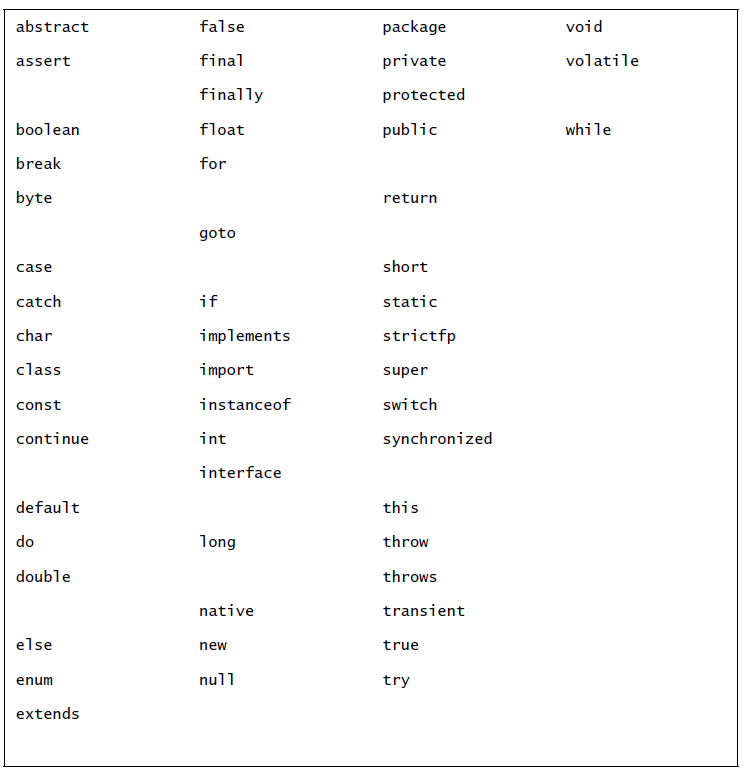 abstract false package void
assert final private volatile
finally protected
boolean float public while
break for
byte return
goto
case short
catch if static
char implements strictfp
class import super
const instanceof switch
continue int synchronized
interface
default this
do long throw
double throws
native transient
else new true
enum null try
extends